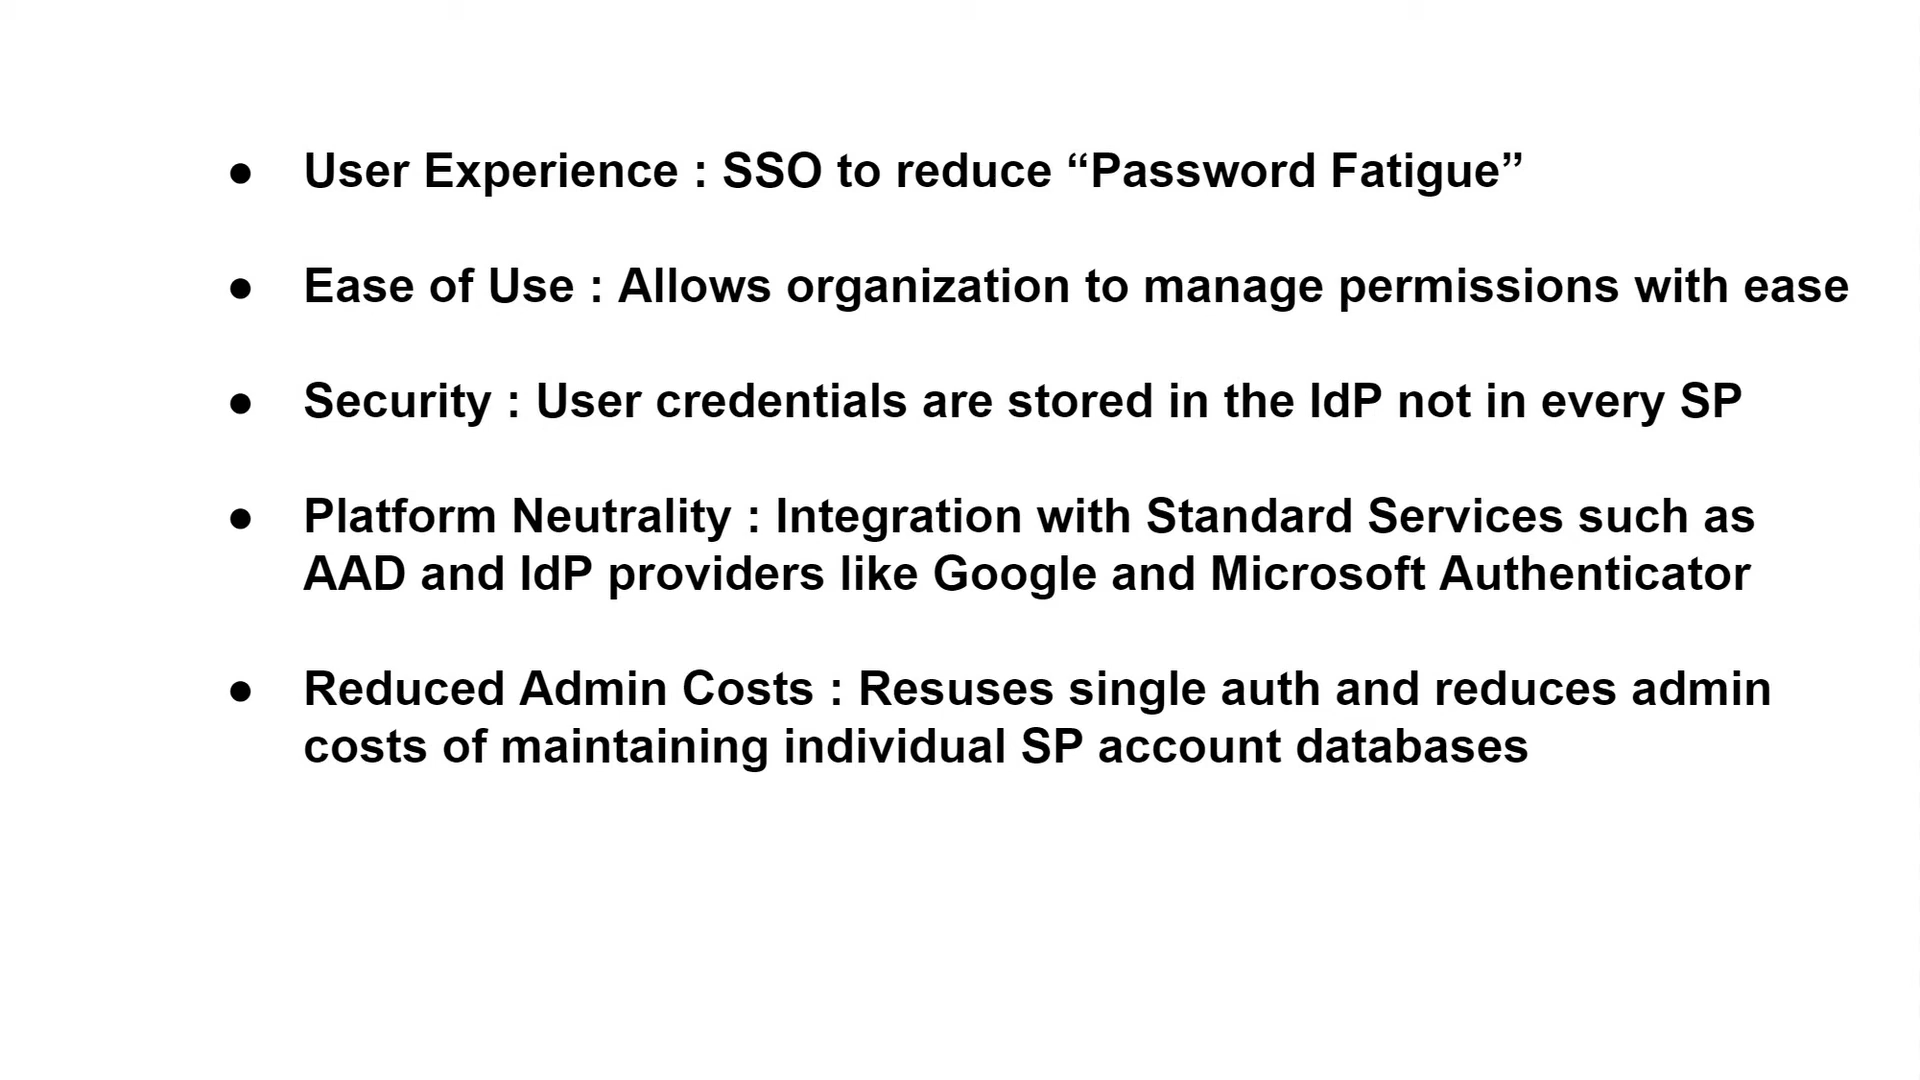 ● User Experience : SSO to reduce “Password Fatigue”
● Ease of Use : Allows organization to manage permissions with ease
● Security : User credentials are stored in the IdP not in every SP
● Platform Neutrality : Integration with Standard Services such as
AAD and IdP providers like Google and Microsoft Authenticator
● Reduced Admin Costs : Resuses single auth and reduces admin
costs of maintaining individual SP account databases